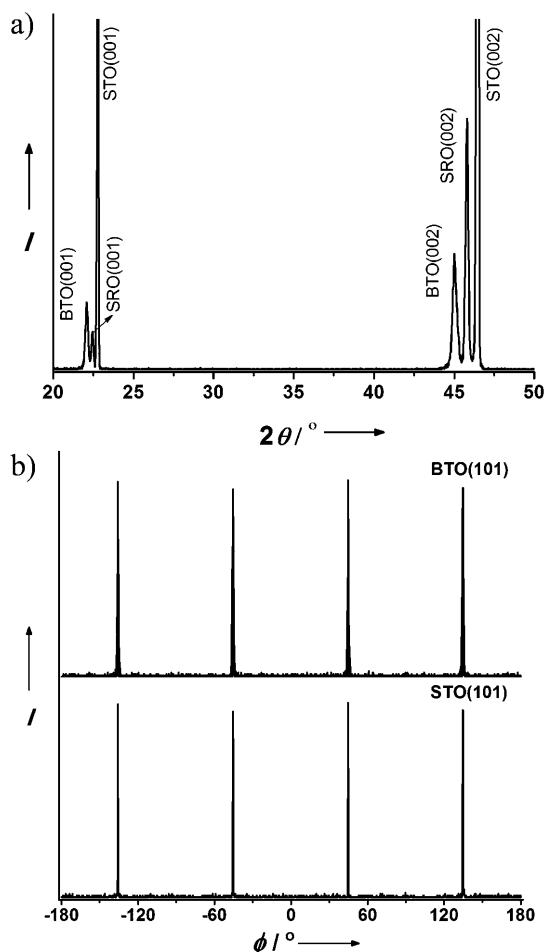 a)
STO(001)
STO(002)
SRO(002)
BTO(002)
BTO(001)
SRO(001)
I
20 25 30 35 40 45 50
2θ/°
b)
BTO(101)
STO(101)
I
-180 -120 -60 0 60 120 180
ϕ/°